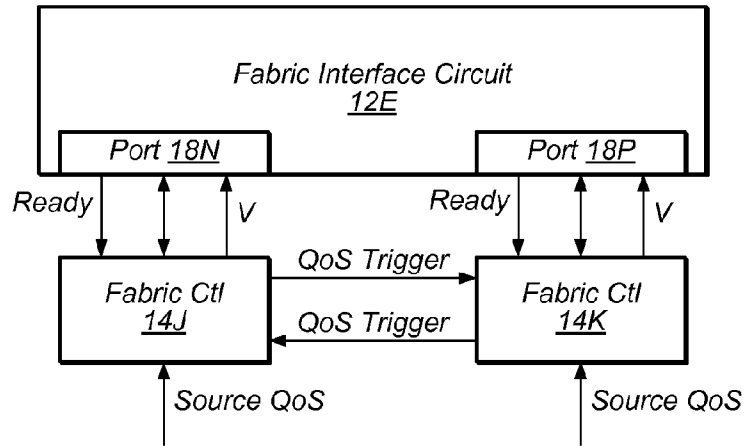 Fabric Interface Circuit
12E
Port 18N
Port 18P
Ready
V
Ready
V
QoS Trigger
Fabric Ctl
14J
Fabric Ctl
14K
QoS Trigger
Source QoS
Source QoS